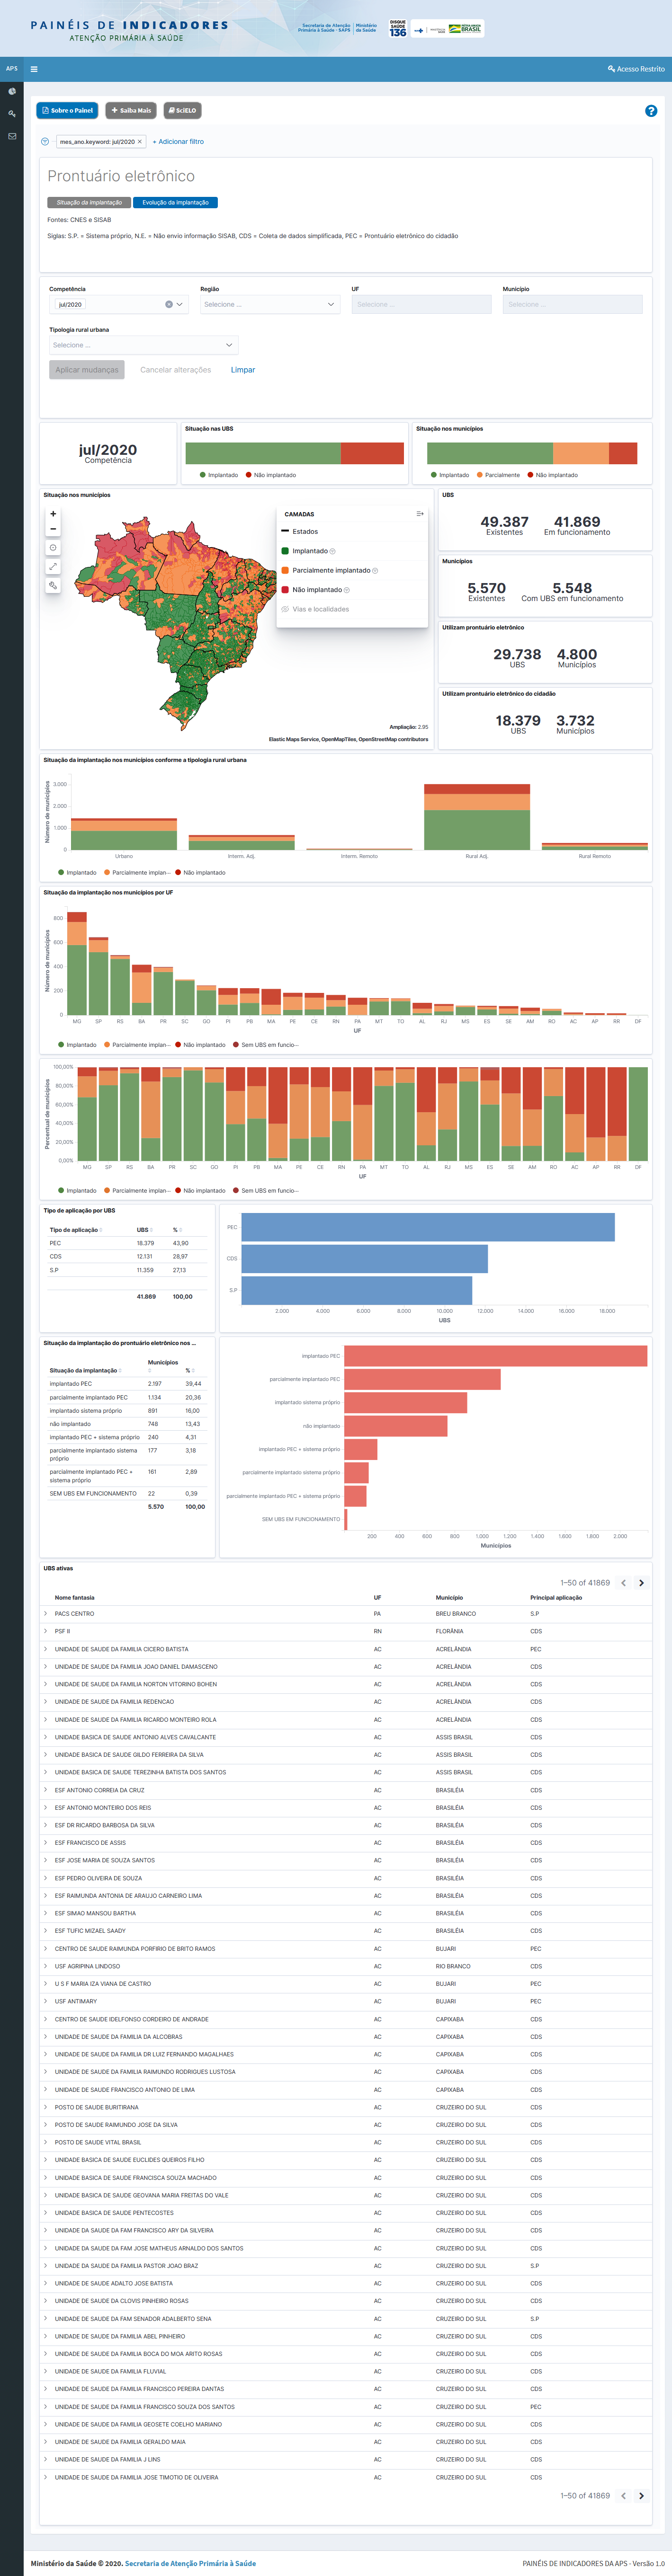 PAINÉIS DE INDICADORES
ATENÇÃO PRIMÁRIA À SAÚDE
Secretaria de Atenção Primária à Saúde - SAPS
Ministério da Saúde
DISQUE SAÚDE 136
BRASIL
APS
Acesso Restrito
Sobre o Painel
Saiba Mais
SciELO
mes_ano.keyword: jul/2020 ×
+ Adicionar filtro
Prontuário eletrônico
Situação da implantação
Evolução da implantação
Fontes: CNES e SISAB
Siglas: S.P. = Sistema próprio, N.E. = Não envio informação SISAB, CDS = Coleta de dados simplificada, PEC = Prontuário eletrônico do cidadão
Competência
Região
UF
Município
jul/2020
Selecione ...
Selecione ...
Selecione ...
Tipologia rural urbana
Selecione ...
Aplicar mudanças
Cancelar alterações
Limpar
jul/2020
Competência
Situação nas UBS
Implantado
Não implantado
Situação nos municípios
Implantado
Parcialmente
Não Implantado
Situação nos municípios
CAMADAS
Estados
Implantado
Parcialmente implantado
Não implantado
Vias e localidades
Ampliação: 2.95
Elastic Maps Service, OpenMapTiles, OpenStreetMap contributors
UBS
49.387 41.869
Existentes Em funcionamento
Municípios
5.570 5.548
Existentes Com UBS em funcionamento
Utilizam prontuário eletrônico
29.738 4.800
UBS Municípios
Utilizam prontuário eletrônico do cidadão
18.379 3.732
UBS Municípios
Situação da implantação nos municípios conforme a tipologia rural urbana
Número de municípios
3.000
2.000
1.000
0
Urbano Interm. Adj. Interm. Remoto Rural Adj. Rural Remoto
Implantado Parcialmente implan… Não implantado
Situação da implantação nos municípios por UF
Número de municípios
800
600
400
200
0
MG SP RS BA PR SC GO PI PB MA PE CE RN PA MT TO AL RJ MS ES SE AM RO AC AP RR DF
UF
Implantado Parcialmente implan… Não implantado Sem UBS em funcio…
Percentual de municípios
100,00%
80,00%
60,00%
40,00%
20,00%
0,00%
MG SP RS BA PR SC GO PI PB MA PE CE RN PA MT TO AL RJ MS ES SE AM RO AC AP RR DF
UF
Implantado Parcialmente implan… Não implantado Sem UBS em funcio…
Tipo de aplicação por UBS
Tipo de aplicação UBS %
PEC 18.379 43,90
CDS 12.131 28,97
S.P 11.359 27,13
41.869 100,00
PEC
CDS
S.P
2.000 4.000 6.000 8.000 10.000 12.000 14.000 16.000 18.000
UBS
Situação da implantação do prontuário eletrônico nos ...
Situação da implantação Municípios %
implantado PEC 2.197 39,44
parcialmente implantado PEC 1.134 20,36
implantado sistema próprio 891 16,00
não implantado 748 13,43
implantado PEC + sistema próprio 240 4,31
parcialmente implantado sistema próprio 177 3,18
parcialmente implantado PEC + sistema próprio 161 2,89
SEM UBS EM FUNCIONAMENTO 22 0,39
5.570 100,00
implantado PEC
parcialmente implantado PEC
implantado sistema próprio
não implantado
implantado PEC + sistema próprio
parcialmente implantado sistema próprio
parcialmente implantado PEC + sistema próprio
SEM UBS EM FUNCIONAMENTO
200 400 600 800 1.000 1.200 1.400 1.600 1.800 2.000
Municípios
UBS ativas
1–50 of 41869
Nome fantasia UF Município Principal aplicação
PACS CENTRO PA BREU BRANCO S.P
PSF II RN FLORÂNIA CDS
UNIDADE DE SAUDE DA FAMILIA CICERO BATISTA AC ACRELÂNDIA PEC
UNIDADE DE SAUDE DA FAMILIA JOAO DANIEL DAMASCENO AC ACRELÂNDIA CDS
UNIDADE DE SAUDE DA FAMILIA NORTON VITORINO BOHEN AC ACRELÂNDIA CDS
UNIDADE DE SAUDE DA FAMILIA REDENCAO AC ACRELÂNDIA CDS
UNIDADE DE SAUDE DA FAMILIA RICARDO MONTEIRO ROLA AC ACRELÂNDIA CDS
UNIDADE BASICA DE SAUDE ANTONIO ALVES CAVALCANTE AC ASSIS BRASIL CDS
UNIDADE BASICA DE SAUDE GILDO FERREIRA DA SILVA AC ASSIS BRASIL CDS
UNIDADE BASICA DE SAUDE TEREZINHA BATISTA DOS SANTOS AC ASSIS BRASIL CDS
ESF ANTONIO CORREIA DA CRUZ AC BRASILÉIA CDS
ESF ANTONIO MONTEIRO DOS REIS AC BRASILÉIA CDS
ESF DR RICARDO BARBOSA DA SILVA AC BRASILÉIA CDS
ESF FRANCISCO DE ASSIS AC BRASILÉIA CDS
ESF JOSE MARIA DE SOUZA SANTOS AC BRASILÉIA CDS
ESF PEDRO OLIVEIRA DE SOUZA AC BRASILÉIA CDS
ESF RAIMUNDA ANTONIA DE ARAUJO CARNEIRO LIMA AC BRASILÉIA CDS
ESF SIMAO MANSOU BARTHA AC BRASILÉIA CDS
ESF TUFIC MIZAEL SAADY AC BRASILÉIA CDS
CENTRO DE SAUDE RAIMUNDA PORFIRIO DE BRITO RAMOS AC BUJARI PEC
USF AGRIPINA LINDOSO AC RIO BRANCO CDS
U S F MARIA IZA VIANA DE CASTRO AC BUJARI PEC
USF ANTIMARY AC BUJARI PEC
CENTRO DE SAUDE IDELFONSO CORDEIRO DE ANDRADE AC CAPIXABA CDS
UNIDADE DE SAUDE DA FAMILIA DA ALCOBRAS AC CAPIXABA CDS
UNIDADE DE SAUDE DA FAMILIA DR LUIZ FERNANDO MAGALHAES AC CAPIXABA CDS
UNIDADE DE SAUDE DA FAMILIA RAIMUNDO RODRIGUES LUSTOSA AC CAPIXABA CDS
UNIDADE DE SAUDE FRANCISCO ANTONIO DE LIMA AC CAPIXABA CDS
POSTO DE SAUDE BURITIRANA AC CRUZEIRO DO SUL CDS
POSTO DE SAUDE RAIMUNDO JOSE DA SILVA AC CRUZEIRO DO SUL CDS
POSTO DE SAUDE VITAL BRASIL AC CRUZEIRO DO SUL CDS
UNIDADE BASICA DE SAUDE EUCLIDES QUEIROS FILHO AC CRUZEIRO DO SUL CDS
UNIDADE BASICA DE SAUDE FRANCISCA SOUZA MACHADO AC CRUZEIRO DO SUL CDS
UNIDADE BASICA DE SAUDE GEOVANA MARIA FREITAS DO VALE AC CRUZEIRO DO SUL CDS
UNIDADE BASICA DE SAUDE PENTECOSTES AC CRUZEIRO DO SUL CDS
UNIDADE DA SAUDE DA FAM FRANCISCO ARY DA SILVEIRA AC CRUZEIRO DO SUL CDS
UNIDADE DA SAUDE DA FAM JOSE MATHEUS ARNALDO DOS SANTOS AC CRUZEIRO DO SUL CDS
UNIDADE DA SAUDE DA FAMILIA PASTOR JOAO BRAZ AC CRUZEIRO DO SUL S.P
UNIDADE DE SAUDE ADALTO JOSE BATISTA AC CRUZEIRO DO SUL CDS
UNIDADE DE SAUDE DA CLOVIS PINHEIRO ROSAS AC CRUZEIRO DO SUL CDS
UNIDADE DE SAUDE DA FAM SENADOR ADALBERTO SENA AC CRUZEIRO DO SUL S.P
UNIDADE DE SAUDE DA FAMILIA ABEL PINHEIRO AC CRUZEIRO DO SUL CDS
UNIDADE DE SAUDE DA FAMILIA BOCA DO MOA ARITO ROSAS AC CRUZEIRO DO SUL CDS
UNIDADE DE SAUDE DA FAMILIA FLUVIAL AC CRUZEIRO DO SUL CDS
UNIDADE DE SAUDE DA FAMILIA FRANCISCO PEREIRA DANTAS AC CRUZEIRO DO SUL CDS
UNIDADE DE SAUDE DA FAMILIA FRANCISCO SOUZA DOS SANTOS AC CRUZEIRO DO SUL PEC
UNIDADE DE SAUDE DA FAMILIA GEOSETE COELHO MARIANO AC CRUZEIRO DO SUL CDS
UNIDADE DE SAUDE DA FAMILIA GERALDO MAIA AC CRUZEIRO DO SUL CDS
UNIDADE DE SAUDE DA FAMILIA J LINS AC CRUZEIRO DO SUL CDS
UNIDADE DE SAUDE DA FAMILIA JOSE TIMOTIO DE OLIVEIRA AC CRUZEIRO DO SUL CDS
1–50 of 41869
Ministério da Saúde © 2020. Secretaria de Atenção Primária à Saúde
PAINÉIS DE INDICADORES DA APS - Versão 1.0